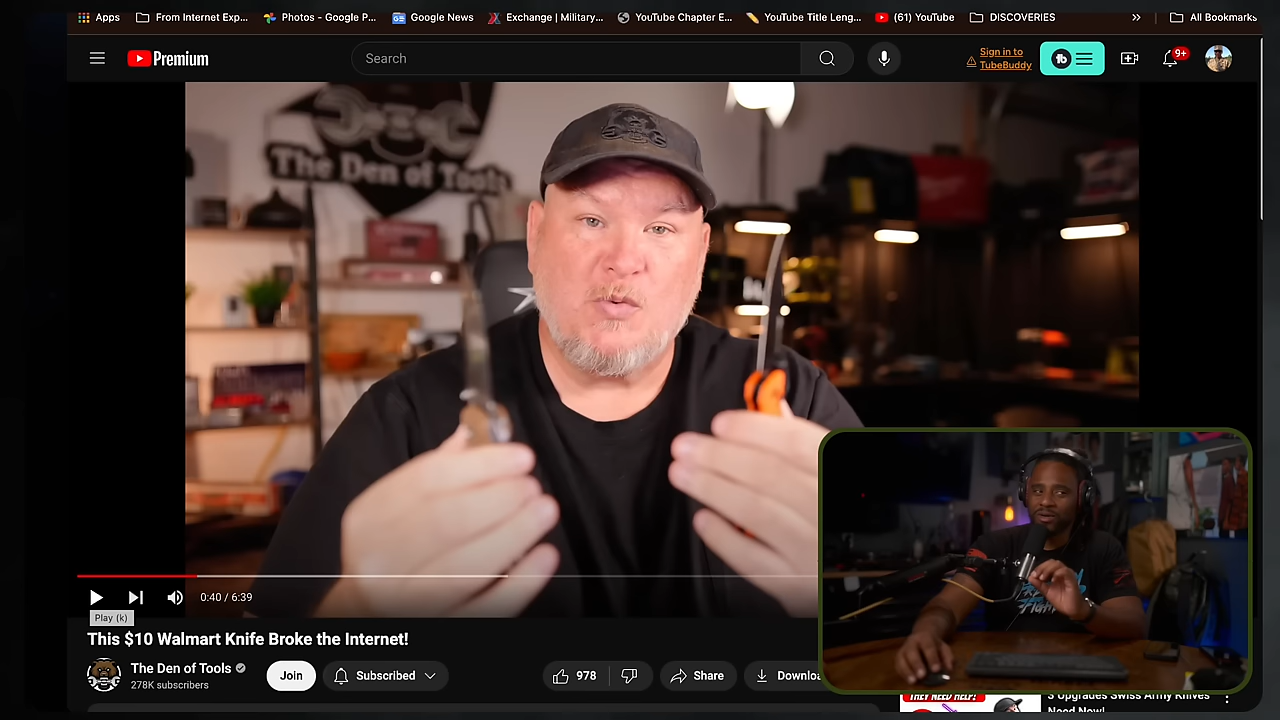 Apps
From Internet Exp...
Photos - Google P...
Google News
Exchange | Military...
YouTube Chapter E...
YouTube Title Leng...
(61) YouTube
DISCOVERIES
»
All Bookmarks
Premium
Search
Sign in to
TubeBuddy
9+
The Den of Tools
0:40 / 6:39
Play (k)
This $10 Walmart Knife Broke the Internet!
The Den of Tools
278K subscribers
Join
Subscribed
978
Share
Downloa
THEY NEED HELP!
3 Upgrades Swiss Army Knives
Need Now!